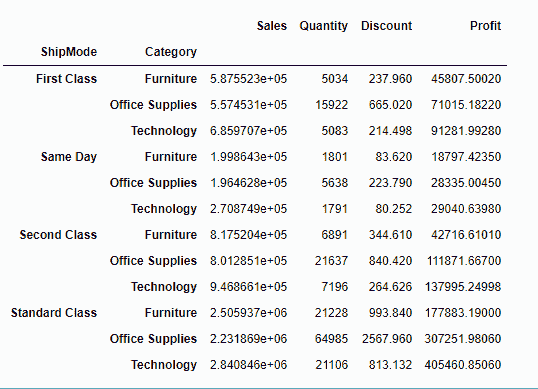 Sales Quantity Discount Profit
ShipMode Category
First Class Furniture 5.875523e+05 5034 237.960 45807.50020
Office Supplies 5.574531e+05 15922 665.020 71015.18220
Technology 6.859707e+05 5083 214.498 91281.99280
Same Day Furniture 1.998643e+05 1801 83.620 18797.42350
Office Supplies 1.964628e+05 5638 223.790 28335.00450
Technology 2.708749e+05 1791 80.252 29040.63980
Second Class Furniture 8.175204e+05 6891 344.610 42716.61010
Office Supplies 8.012851e+05 21637 840.420 111871.66700
Technology 9.468661e+05 7196 264.626 137995.24998
Standard Class Furniture 2.505937e+06 21228 993.840 177883.19000
Office Supplies 2.231869e+06 64985 2567.960 307251.98060
Technology 2.840846e+06 21106 813.132 405460.85060